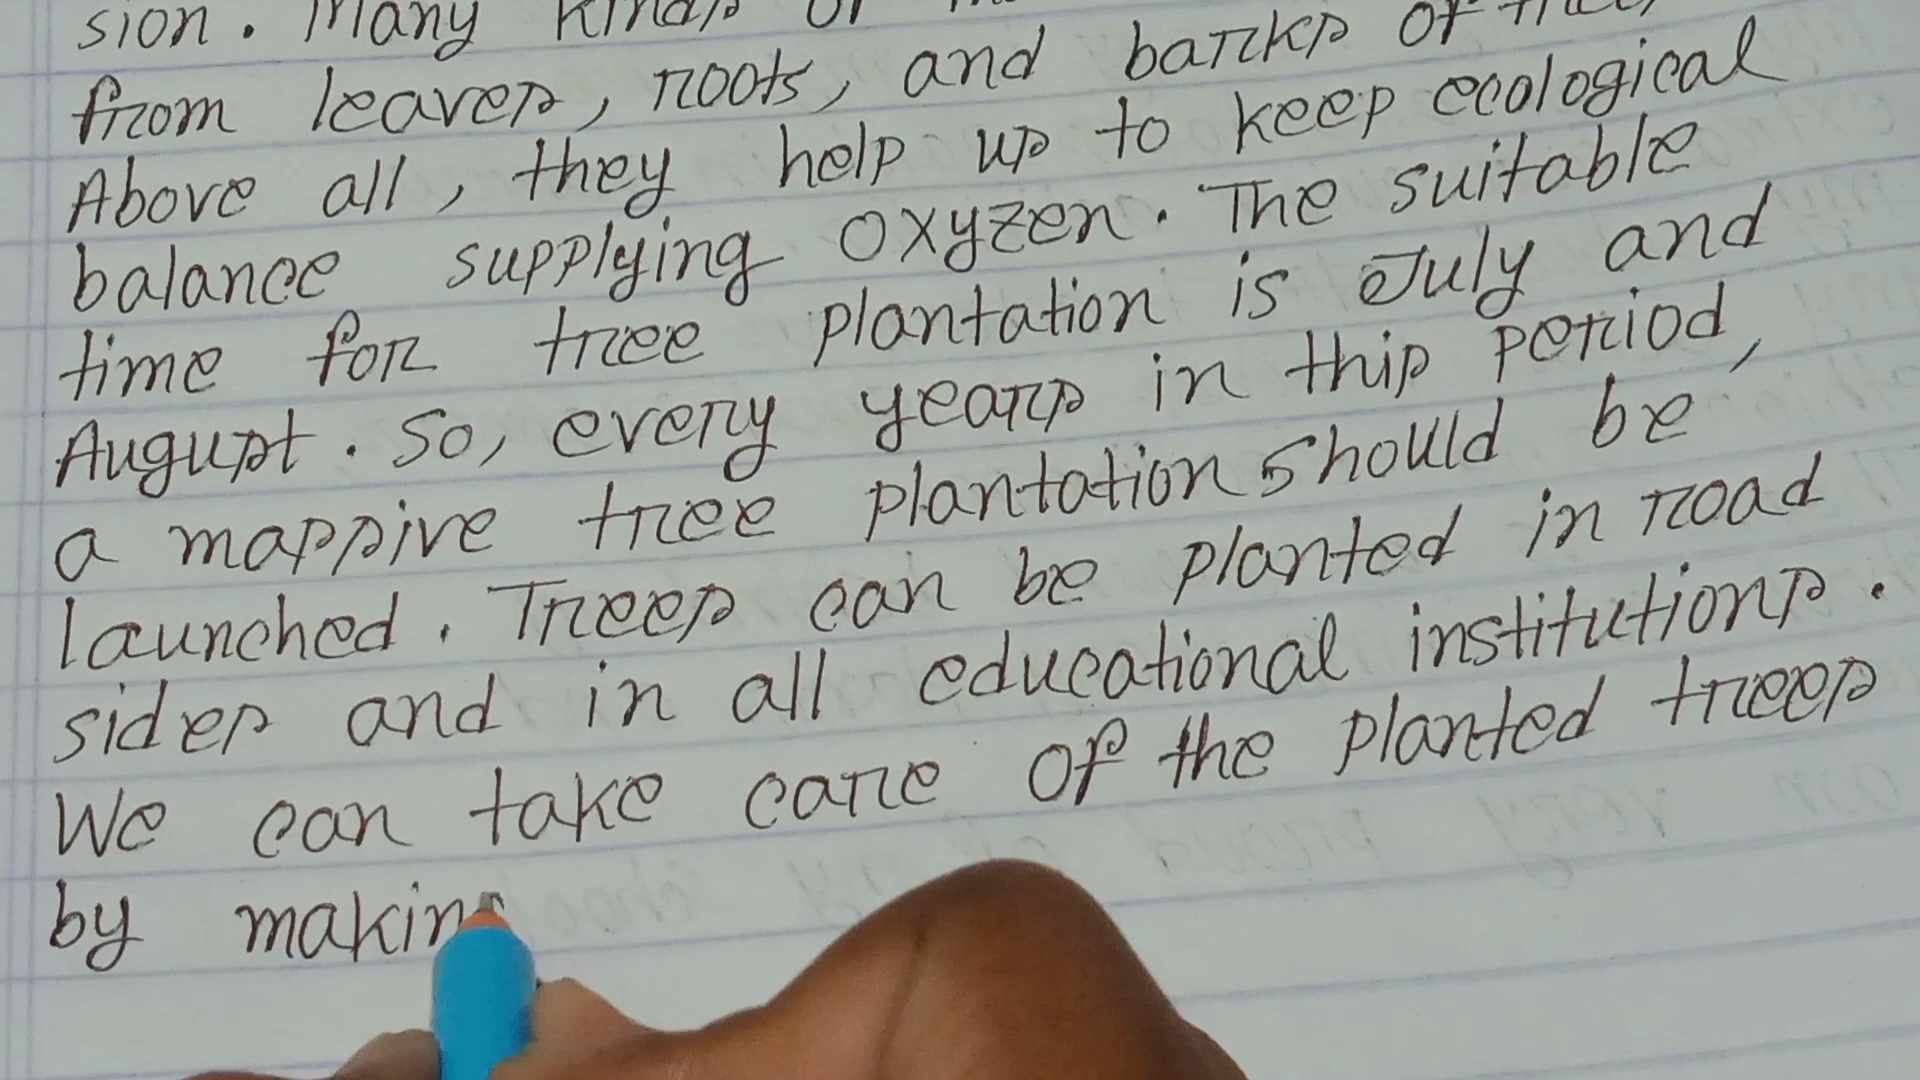 sion. Many kinds of
from leaves, roots, and barks of tree,
Above all, they help us to keep ecological
balance supplying oxyzen. The suitable
time for tree plantation is July and
August. So, every years in this period,
a massive tree plantation should be
launched. Trees can be planted in road
sides and in all educational institutions.
We can take care of the planted trees
by makin